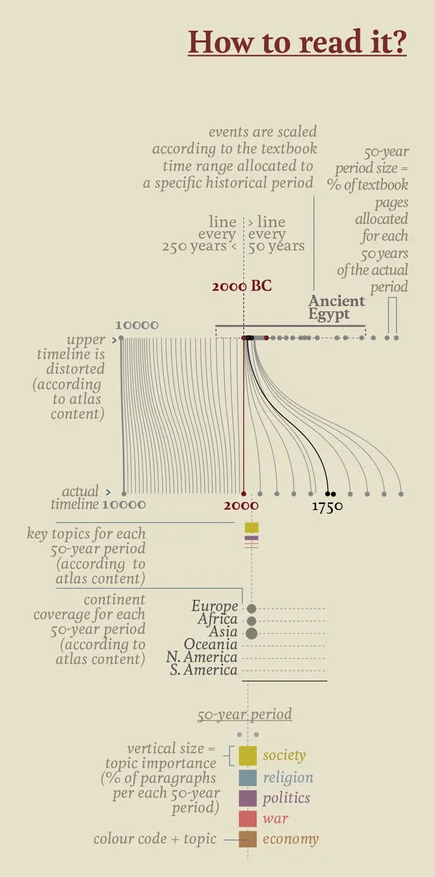 How to read it?
events are scaled
according to the textbook
time range allocated to
a specific historical period
50-year
period size =
% of textbook
pages
allocated
for each
50 years
of the actual
period
line
every
250 years <
> line
every
50 years
2000 BC
Ancient
Egypt
10000
upper >
timeline is
distorted
(according
to atlas
content)
actual >
timeline 10000
2000
1750
key topics for each
50-year period
(according to
atlas content)
continent
coverage for each
50-year period
(according to
atlas content)
Europe
Africa
Asia
Oceania
N. America
S. America
50-year period
vertical size =
topic importance
(% of paragraphs
per each 50-year
period)
society
religion
politics
war
colour code + topic
economy